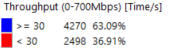 Throughput (0-700Mbps) [Time/s]
>= 30 4270 63.09%
< 30 2498 36.91%